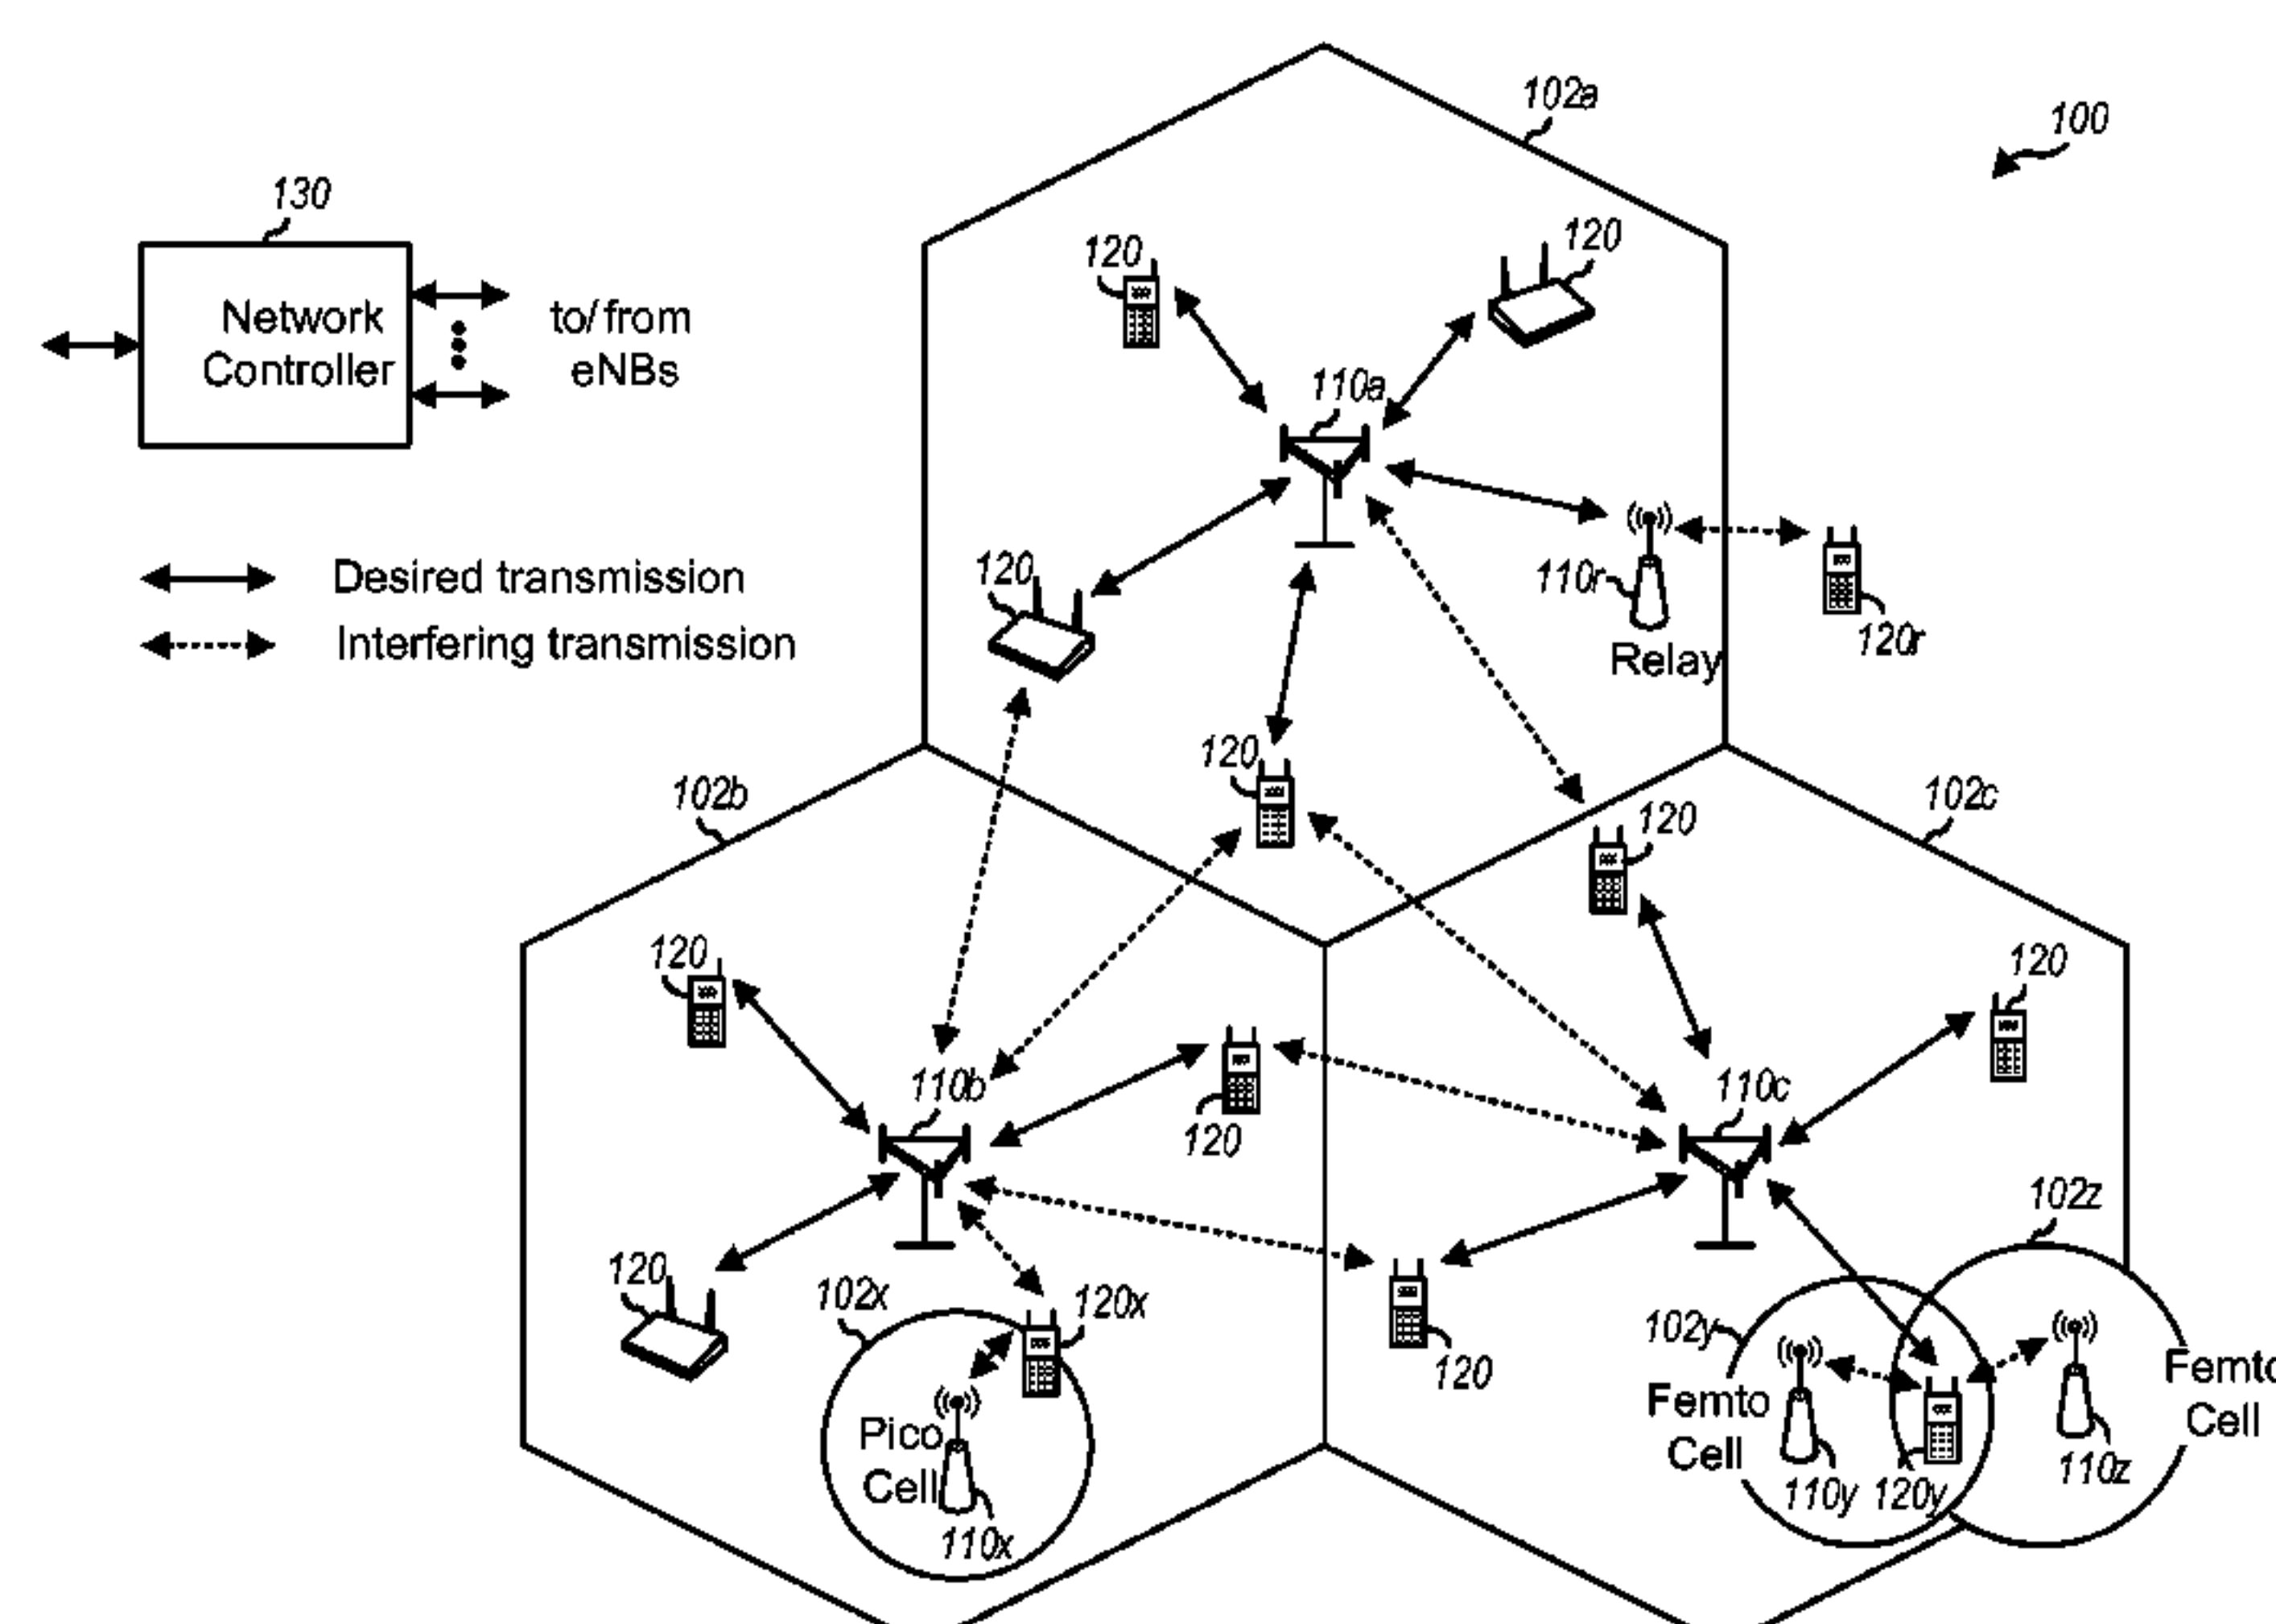 102a
100
130
120
120
Network
Controller
to/from
eNBs
110a
Desired transmission
Interfering transmission
120
110r
Relay
120r
120
102b
102c
120
120
120
110b
120
110c
102z
120
102x
120x
120
102y
Femto
Cell
Femto
Cell
Pico
Cell
110x
110y
120y
110z